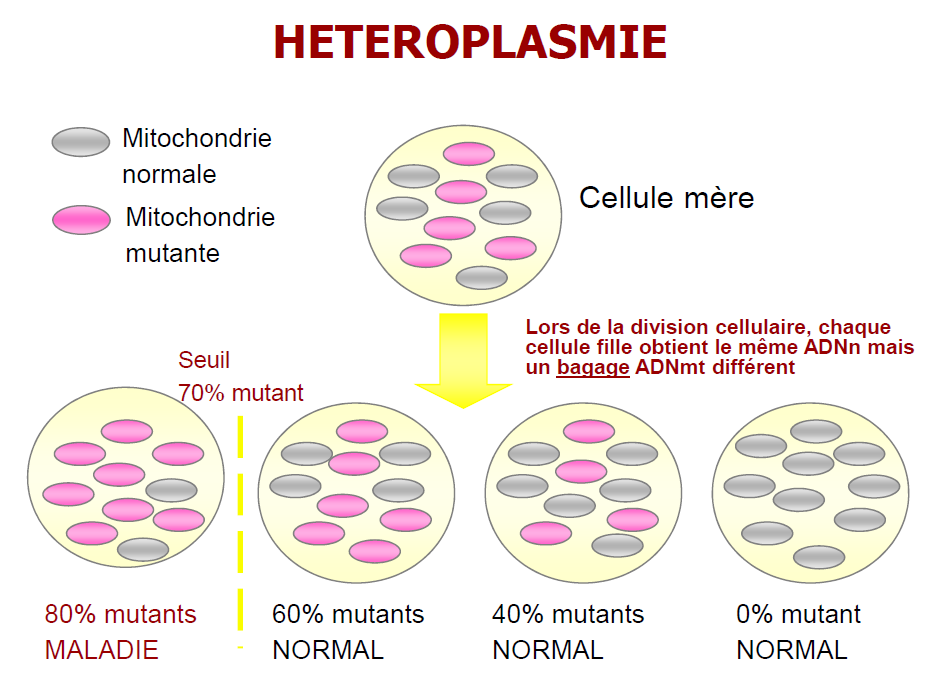 HETEROPLASMIE
Mitochondrie
normale
Mitochondrie
mutante
Cellule mère
Lors de la division cellulaire, chaque
cellule fille obtient le même ADNn mais
un bagage ADNmt différent
Seuil
70% mutant
80% mutants
MALADIE
60% mutants
NORMAL
40% mutants
NORMAL
0% mutant
NORMAL